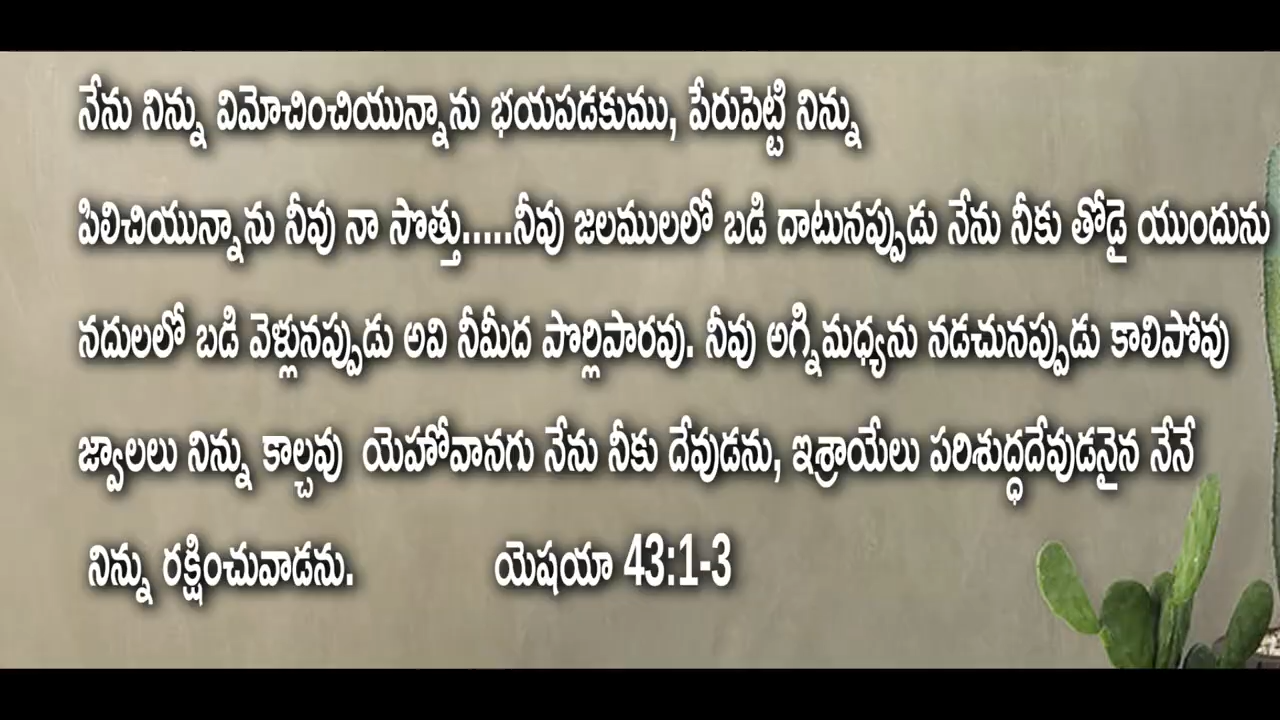 నేను నిన్ను విమోచించియున్నాను భయపడకుము, పేరుపెట్టి నిన్ను
పిలిచియున్నాను నీవు నా సొత్తు.....నీవు జలములలో బడి దాటునప్పుడు నేను నీకు తోడై యుందును
నదులలో బడి వెళ్లునప్పుడు అవి నీమీద పొర్లిపారవు. నీవు అగ్నిమధ్యను నడచునప్పుడు కాలిపోవు
జ్వాలలు నిన్ను కాల్చవు యెహోవానగు నేను నీకు దేవుడను, ఇశ్రాయేలు పరిశుద్ధదేవుడనైన నేనే
నిన్ను రక్షించువాడను. యెషయా 43:1-3